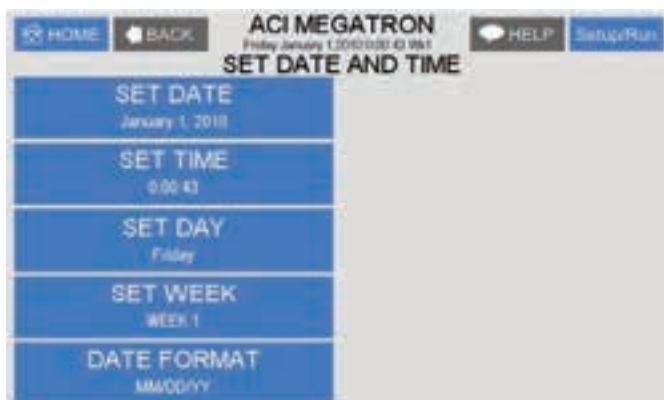 HOME
BACK
ACI MEGATRON
Friday January 1,2010 0:00:43 Wk1
HELP
Setup/Run
SET DATE AND TIME
SET DATE
January 1, 2010
SET TIME
0:00:43
SET DAY
Friday
SET WEEK
WEEK 1
DATE FORMAT
MM/DD/YY